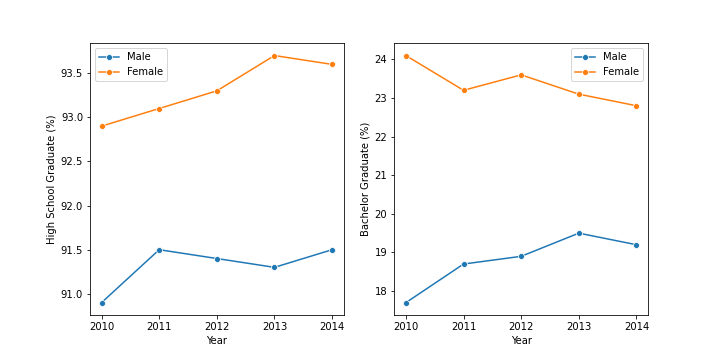 Male
Female
93.5
93.0
92.5
92.0
91.5
91.0
High School Graduate (%)
2010 2011 2012 2013 2014
Year
Male
Female
24
23
22
21
20
19
18
Bachelor Graduate (%)
2010 2011 2012 2013 2014
Year